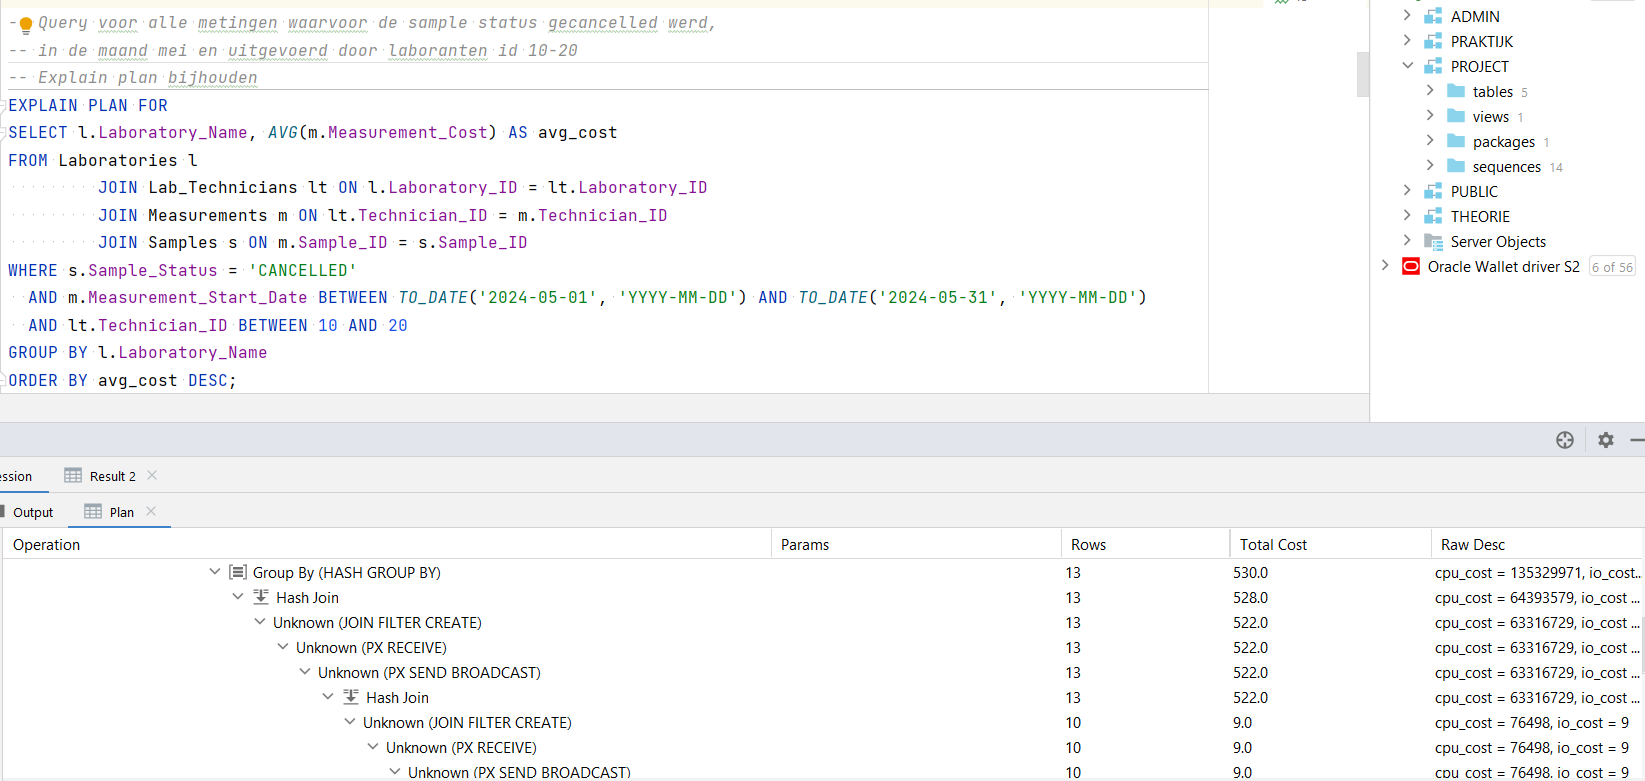 -- Query voor alle metingen waarvoor de sample status gecancelled werd,
-- in de maand mei en uitgevoerd door laboranten id 10-20
-- Explain plan bijhouden
EXPLAIN PLAN FOR
SELECT l.Laboratory_Name, AVG(m.Measurement_Cost) AS avg_cost
FROM Laboratories l
JOIN Lab_Technicians lt ON l.Laboratory_ID = lt.Laboratory_ID
JOIN Measurements m ON lt.Technician_ID = m.Technician_ID
JOIN Samples s ON m.Sample_ID = s.Sample_ID
WHERE s.Sample_Status = 'CANCELLED'
AND m.Measurement_Start_Date BETWEEN TO_DATE('2024-05-01', 'YYYY-MM-DD') AND TO_DATE('2024-05-31', 'YYYY-MM-DD')
AND lt.Technician_ID BETWEEN 10 AND 20
GROUP BY l.Laboratory_Name
ORDER BY avg_cost DESC;
ADMIN
PRAKTIJK
PROJECT
tables 5
views 1
packages 1
sequences 14
PUBLIC
THEORIE
Server Objects
Oracle Wallet driver S2 6 of 56
ession Result 2
Output Plan
Operation Params Rows Total Cost Raw Desc
Group By (HASH GROUP BY) 13 530.0 cpu_cost = 135329971, io_cost...
Hash Join 13 528.0 cpu_cost = 64393579, io_cost ...
Unknown (JOIN FILTER CREATE) 13 522.0 cpu_cost = 63316729, io_cost ...
Unknown (PX RECEIVE) 13 522.0 cpu_cost = 63316729, io_cost ...
Unknown (PX SEND BROADCAST) 13 522.0 cpu_cost = 63316729, io_cost ...
Hash Join 13 522.0 cpu_cost = 63316729, io_cost ...
Unknown (JOIN FILTER CREATE) 10 9.0 cpu_cost = 76498, io_cost = 9
Unknown (PX RECEIVE) 10 9.0 cpu_cost = 76498, io_cost = 9
Unknown (PX SEND BROADCAST) 10 9.0 cpu_cost = 76498, io_cost = 9